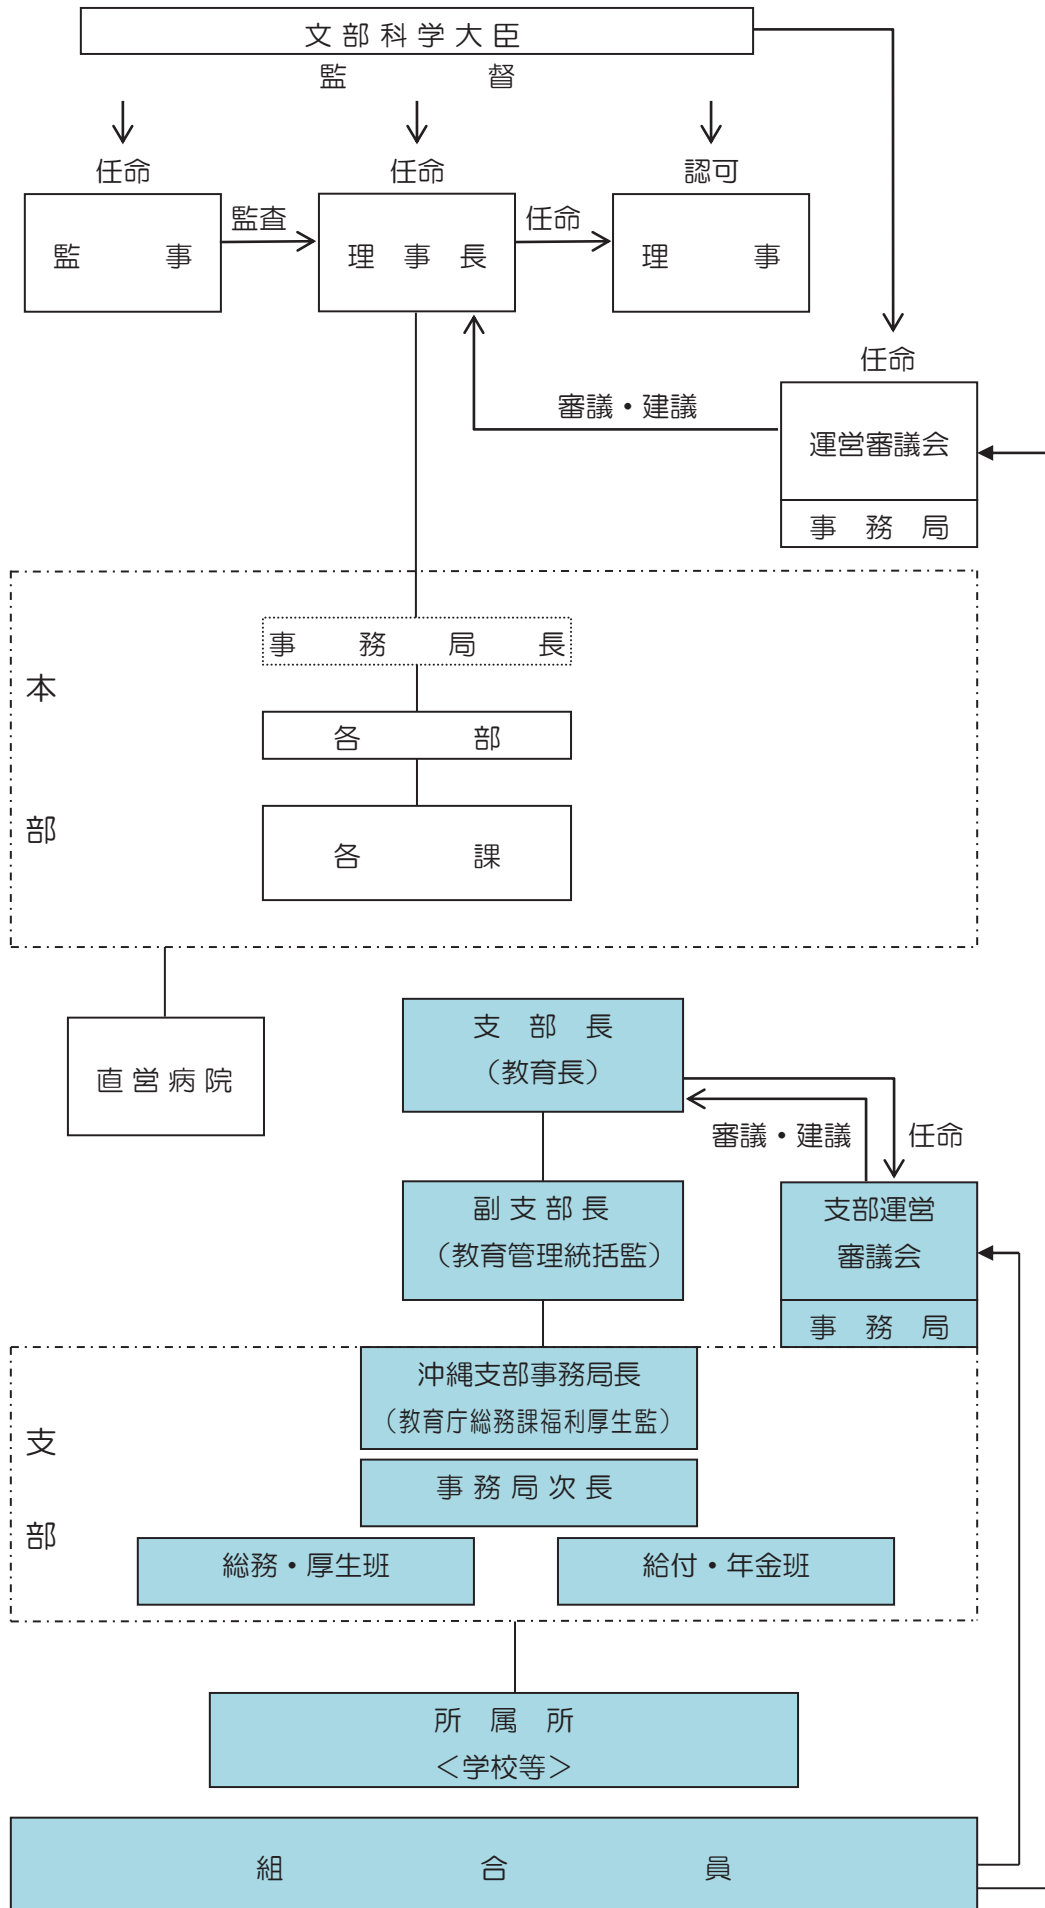 文部科学大臣
監督
任命
任命
認可
監事
監査
理事長
任命
理事
任命
審議・建議
運営審議会
事務局
本部
事務局長
各部
各課
直営病院
支部長
（教育長）
審議・建議
任命
副支部長
（教育管理統括監）
支部運営
審議会
事務局
支部
沖縄支部事務局長
（教育庁総務課福利厚生監）
事務局次長
総務・厚生班
給付・年金班
所属所
＜学校等＞
組合員